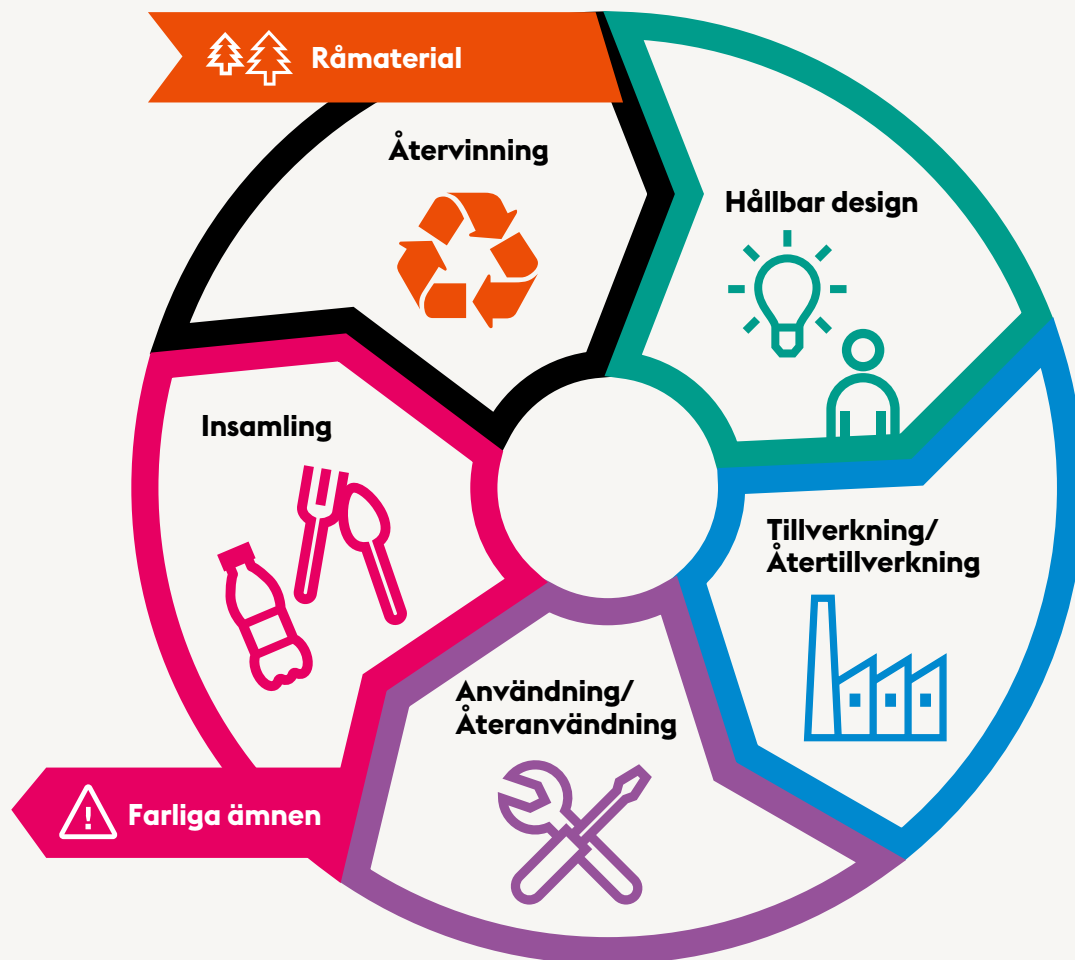 Råmaterial
Återvinning
Hållbar design
Insamling
Tillverkning/
Återtillverkning
Användning/
Återanvändning
Farliga ämnen